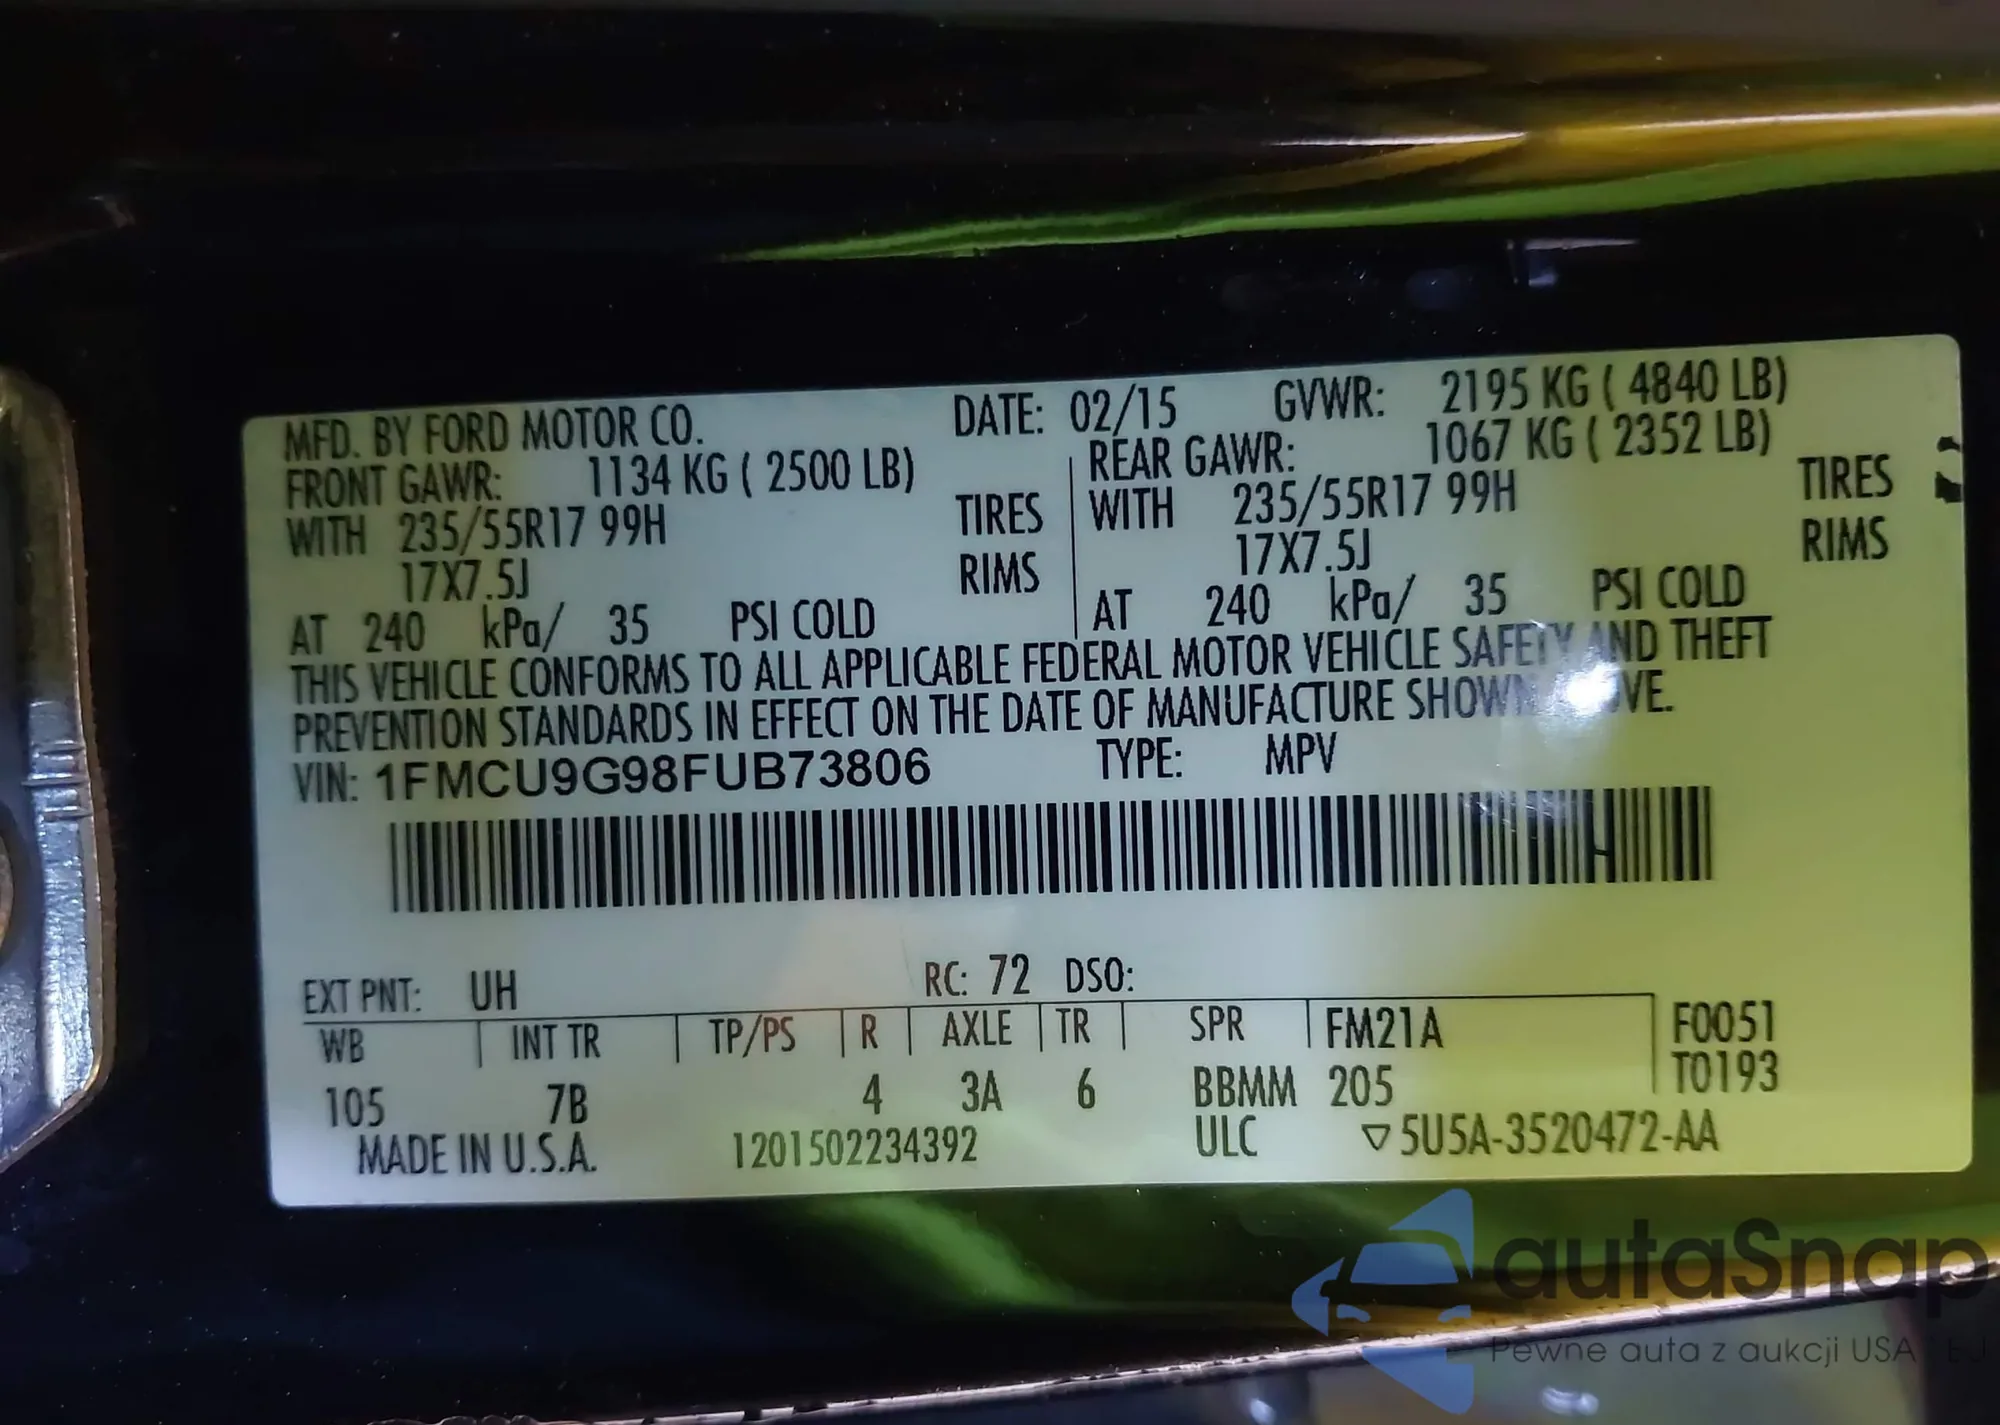 MFD. BY FORD MOTOR CO. DATE: 02/15 GVWR: 2195 KG ( 4840 LB)
FRONT GAWR: 1134 KG ( 2500 LB) REAR GAWR: 1067 KG ( 2352 LB)
WITH 235/55R17 99H TIRES WITH 235/55R17 99H TIRES
17X7.5J RIMS 17X7.5J RIMS
AT 240 kPa/ 35 PSI COLD AT 240 kPa/ 35 PSI COLD
THIS VEHICLE CONFORMS TO ALL APPLICABLE FEDERAL MOTOR VEHICLE SAFETY AND THEFT
PREVENTION STANDARDS IN EFFECT ON THE DATE OF MANUFACTURE SHOWN ABOVE.
VIN: 1FMCU9G98FUB73806 TYPE: MPV
EXT PNT: UH RC: 72 DSO:
WB INT TR TP/PS R AXLE TR SPR FM21A F0051
105 7B 4 3A 6 BBMM 205 T0193
MADE IN U.S.A. 1201502234392 ULC ▽5U5A-3520472-AA
autaSnap
Pewne auta z aukcji USA i EU